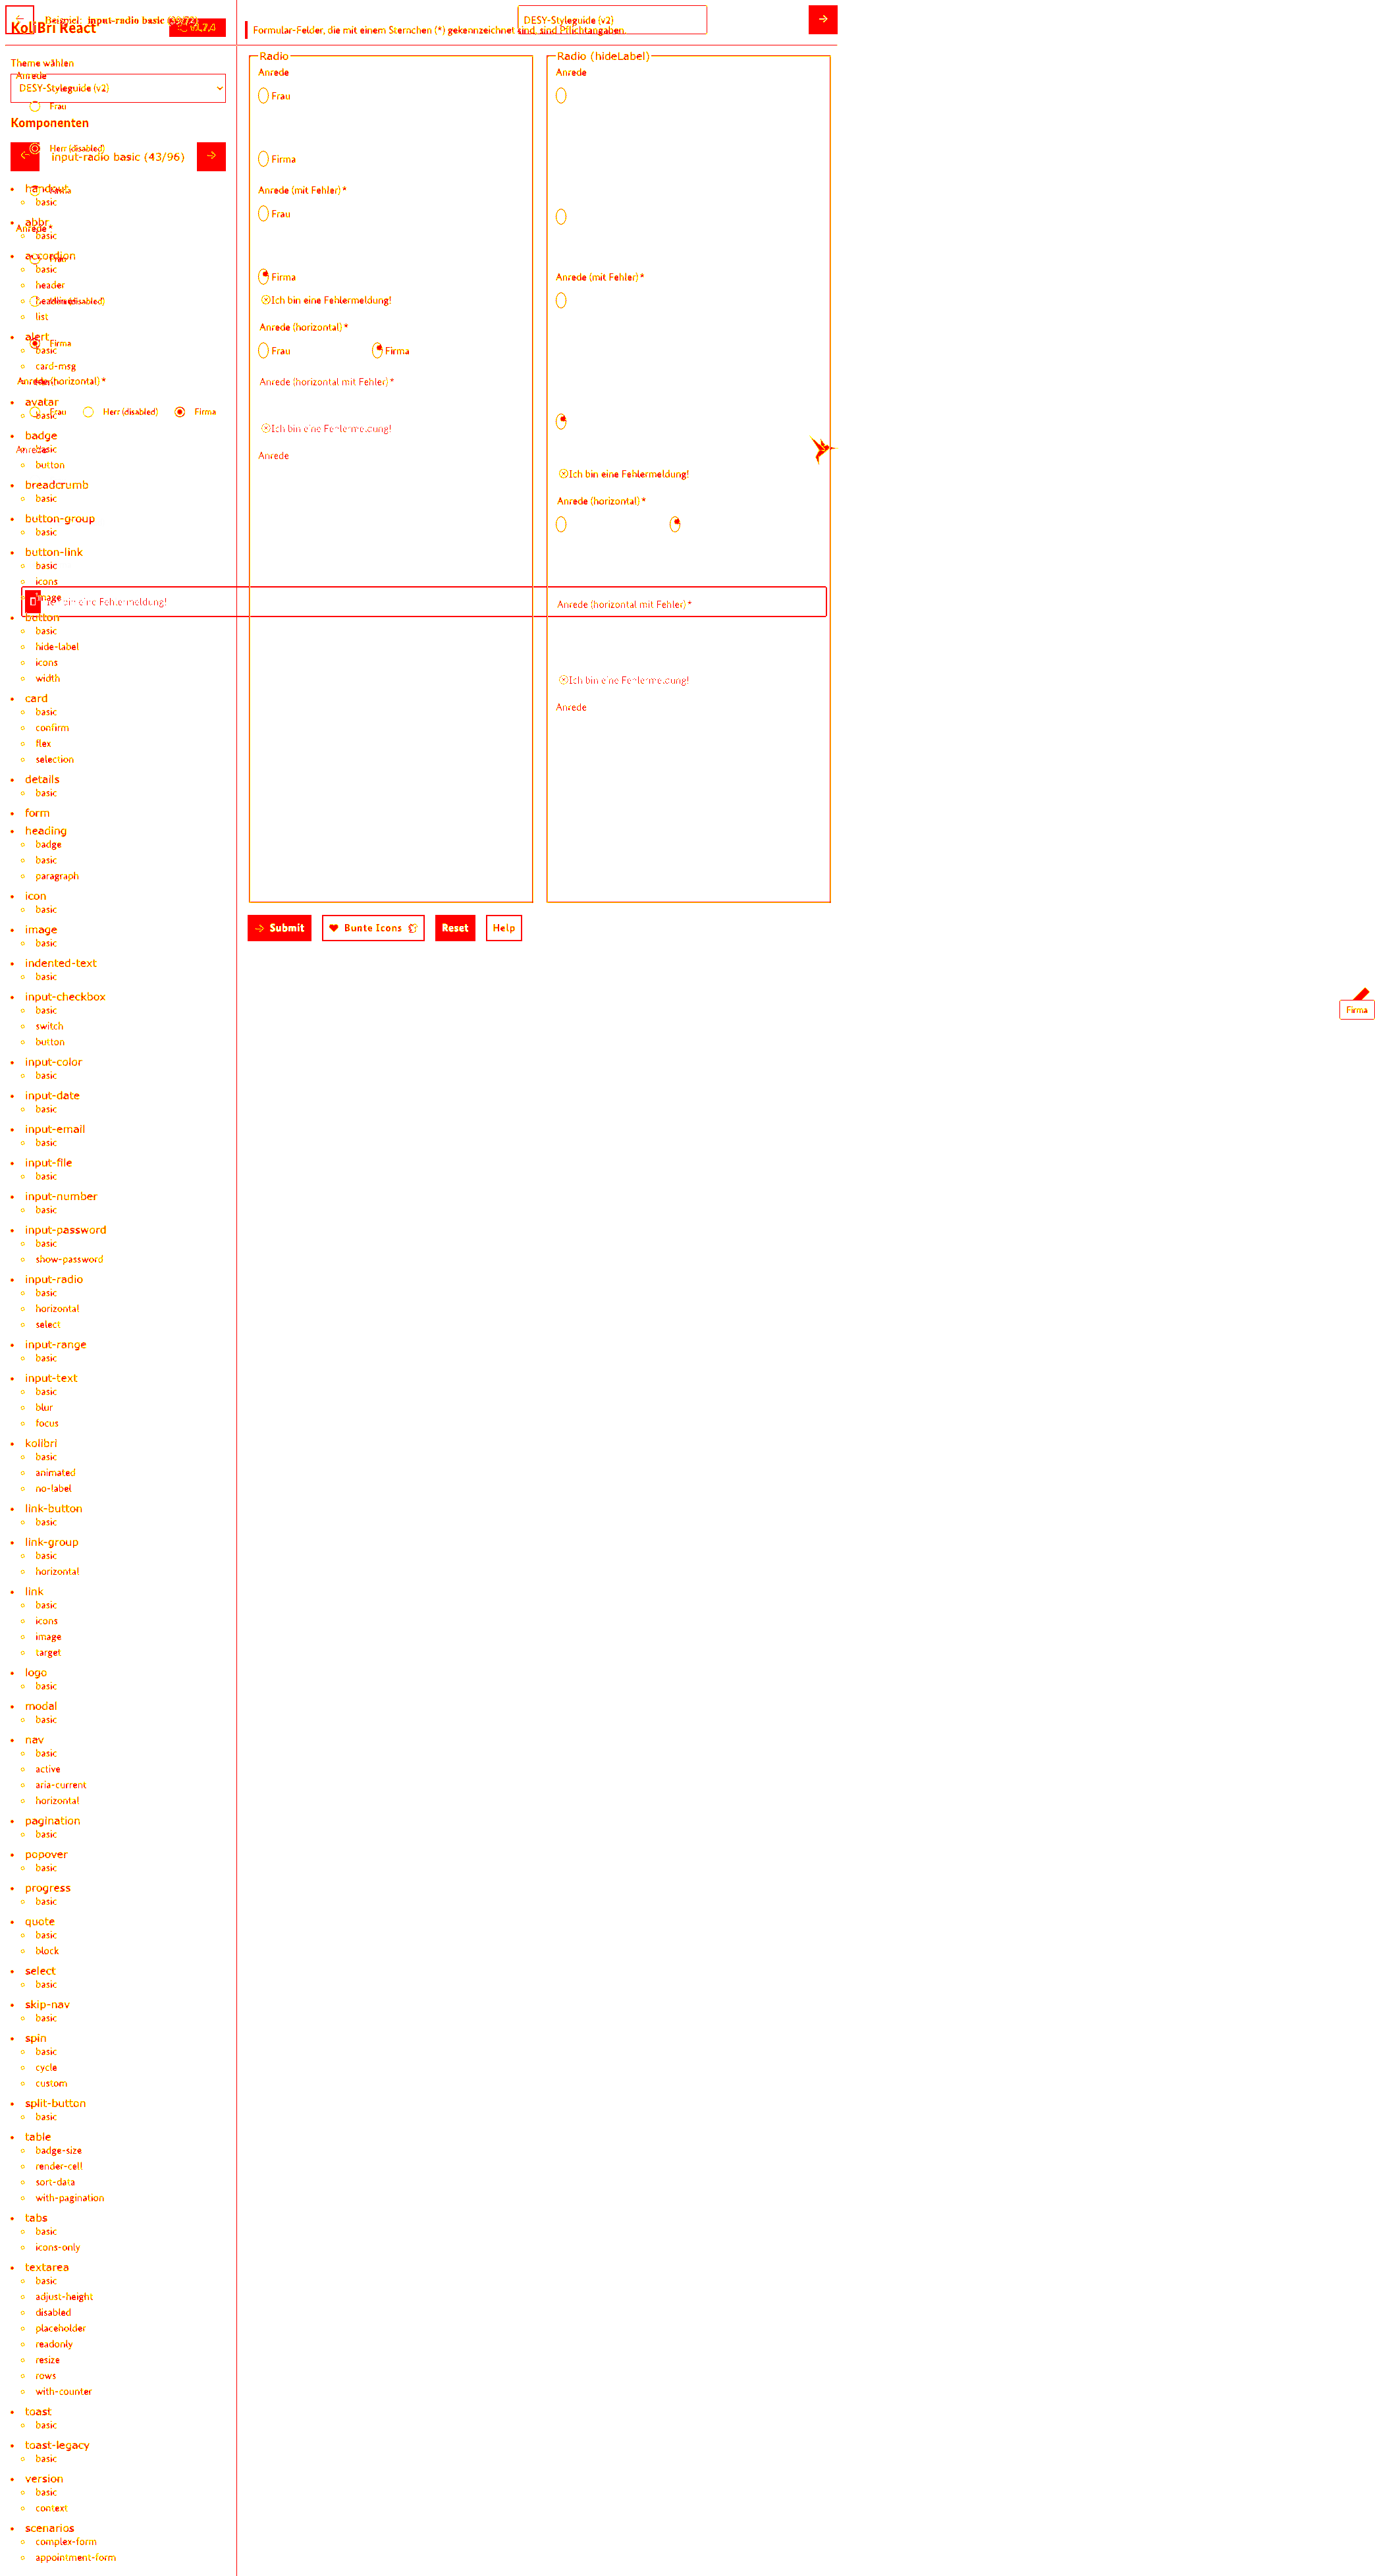 Beispiel: input-radio basic
KoliBri React
v1.7.0
DESY-Styleguide (v2)
Formular-Felder, die mit einem Sternchen (*) gekennzeichnet sind, sind Pflichtangaben.
Theme wählen
Anrede
DESY-Styleguide (v2)
Frau
Komponenten
Herr (disabled)
input-radio basic (43/96)
handout
basic
abbr
Anrede *
basic
accordion
basic
header
headlines
list
alert
Firma
basic
card-msg
Anrede (horizontal) *
avatar
Frau
Herr (disabled)
Firma
basic
badge
basic
Anrede
button
breadcrumb
basic
button-group
basic
button-link
basic
icons
image
Ich bin eine Fehlermeldung!
button
basic
hide-label
icons
width
card
basic
confirm
flex
selection
details
basic
form
heading
badge
basic
paragraph
icon
basic
image
basic
indented-text
basic
input-checkbox
basic
switch
button
input-color
basic
input-date
basic
input-email
basic
input-file
basic
input-number
basic
input-password
basic
show-password
input-radio
basic
horizontal
select
input-range
basic
input-text
basic
blur
focus
kolibri
basic
animated
no-label
link-button
basic
link-group
basic
horizontal
link
basic
icons
image
target
logo
basic
modal
basic
nav
basic
active
aria-current
horizontal
pagination
basic
popover
basic
progress
basic
quote
basic
block
select
basic
skip-nav
basic
spin
basic
cycle
custom
split-button
basic
table
badge-size
render-cell
sort-data
with-pagination
tabs
basic
icons-only
textarea
basic
adjust-height
disabled
placeholder
readonly
resize
rows
with-counter
toast
basic
toast-legacy
basic
version
basic
context
scenarios
complex-form
appointment-form
Radio
Anrede
Frau
Firma
Anrede (mit Fehler) *
Frau
Firma
Ich bin eine Fehlermeldung!
Anrede (horizontal) *
Frau
Firma
Anrede (horizontal mit Fehler) *
Ich bin eine Fehlermeldung!
Anrede
Radio (hideLabel)
Anrede
Anrede (mit Fehler) *
Ich bin eine Fehlermeldung!
Anrede (horizontal) *
Anrede (horizontal mit Fehler) *
Ich bin eine Fehlermeldung!
Anrede
Submit
Bunte Icons
Reset
Help
Firma